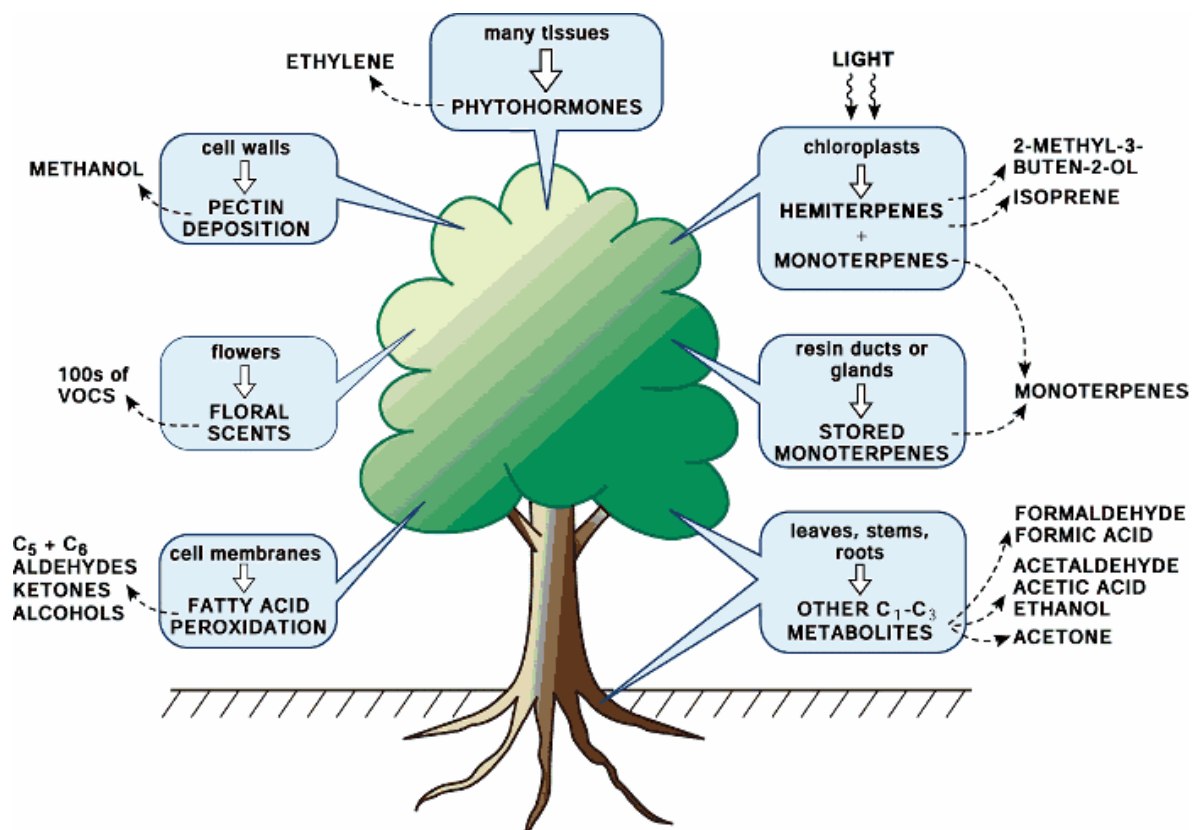 many tissues
PHYTOHORMONES
ETHYLENE
LIGHT
cell walls
PECTIN
DEPOSITION
METHANOL
chloroplasts
HEMITERPENES
+
MONOTERPENES
2-METHYL-3-
BUTEN-2-OL
ISOPRENE
flowers
FLORAL
SCENTS
100s of
VOCS
resin ducts or
glands
STORED
MONOTERPENES
MONOTERPENES
cell membranes
FATTY ACID
PEROXIDATION
C₅ + C₆
ALDEHYDES
KETONES
ALCOHOLS
leaves, stems,
roots
OTHER C₁-C₃
METABOLITES
FORMALDEHYDE
FORMIC ACID
ACETALDEHYDE
ACETIC ACID
ETHANOL
ACETONE